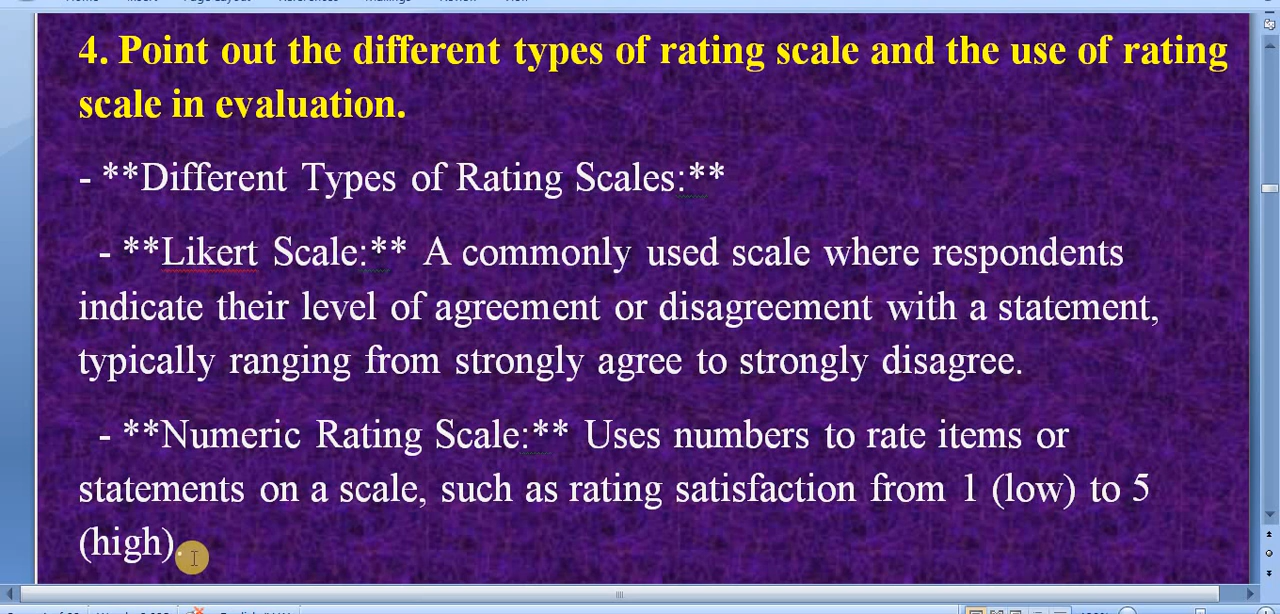 4. Point out the different types of rating scale and the use of rating
scale in evaluation.
- **Different Types of Rating Scales:**
- **Likert Scale:** A commonly used scale where respondents
indicate their level of agreement or disagreement with a statement,
typically ranging from strongly agree to strongly disagree.
- **Numeric Rating Scale:** Uses numbers to rate items or
statements on a scale, such as rating satisfaction from 1 (low) to 5
(high).